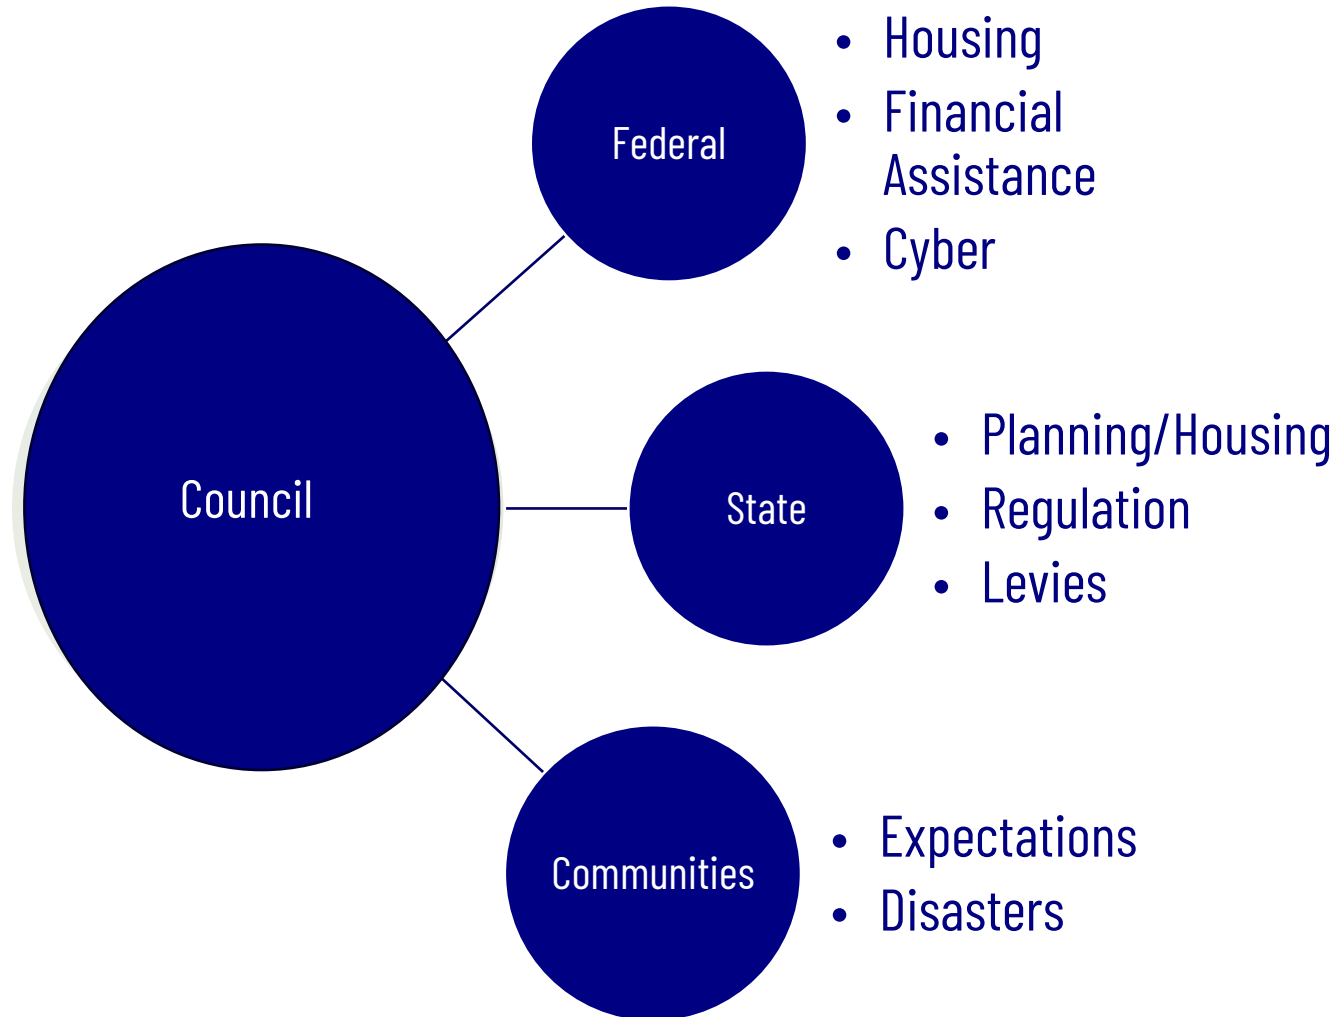 Council
Federal
• Housing
• Financial
Assistance
• Cyber
State
• Planning/Housing
• Regulation
• Levies
Communities
• Expectations
• Disasters